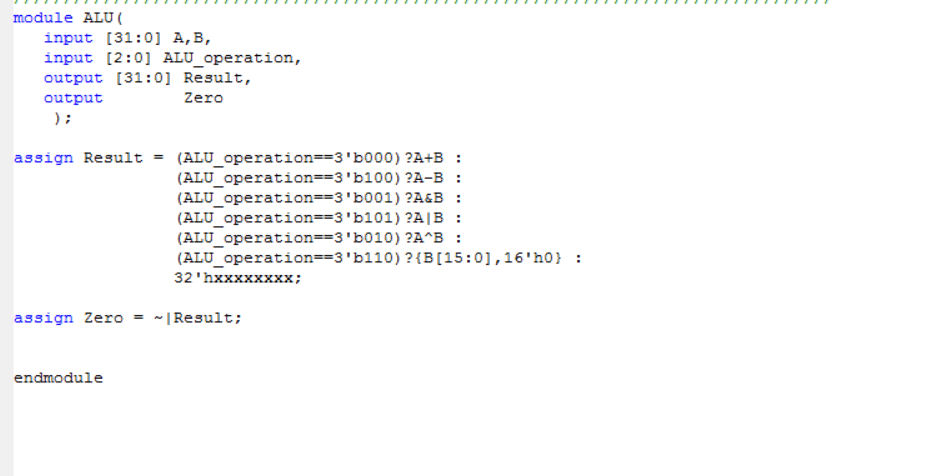 module ALU(
input [31:0] A,B,
input [2:0] ALU_operation,
output [31:0] Result,
output Zero
);
assign Result = (ALU_operation==3'b000)?A+B :
(ALU_operation==3'b100)?A-B :
(ALU_operation==3'b001)?A&B :
(ALU_operation==3'b101)?A|B :
(ALU_operation==3'b010)?A^B :
(ALU_operation==3'b110)?{B[15:0],16'h0} :
32'hxxxxxxxx;
assign Zero = ~|Result;
endmodule